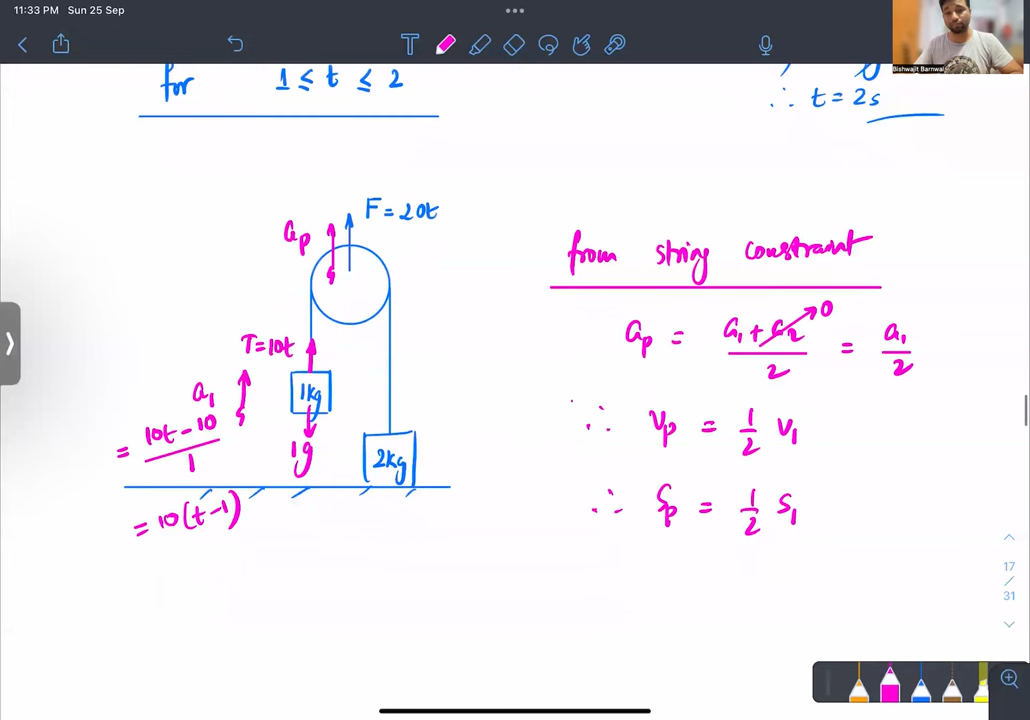 11:33 PM Sun 25 Sep
Bishwajit Barnwal
for 1 ≤ t ≤ 2
∴ t = 2s
F = 20t
ap
T=10t
a1
= 10t - 10 / 1
= 10(t-1)
1kg
1g
2kg
from string constraint
ap = a1 + a2 / 2 = a1 / 2
0
∴ vp = 1/2 v1
∴ sp = 1/2 s1
17
/
31